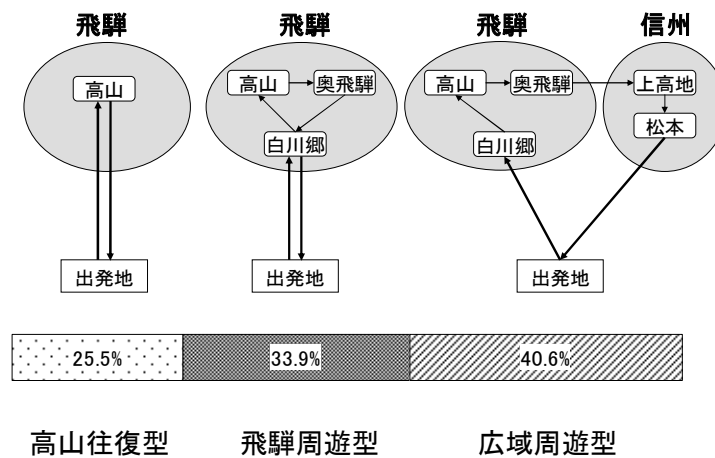 飛騨
飛騨
飛騨
信州
高山
高山
奥飛騨
白川郷
高山
奥飛騨
上高地
松本
白川郷
出発地
出発地
出発地
25.5%
33.9%
40.6%
高山往復型
飛騨周遊型
広域周遊型